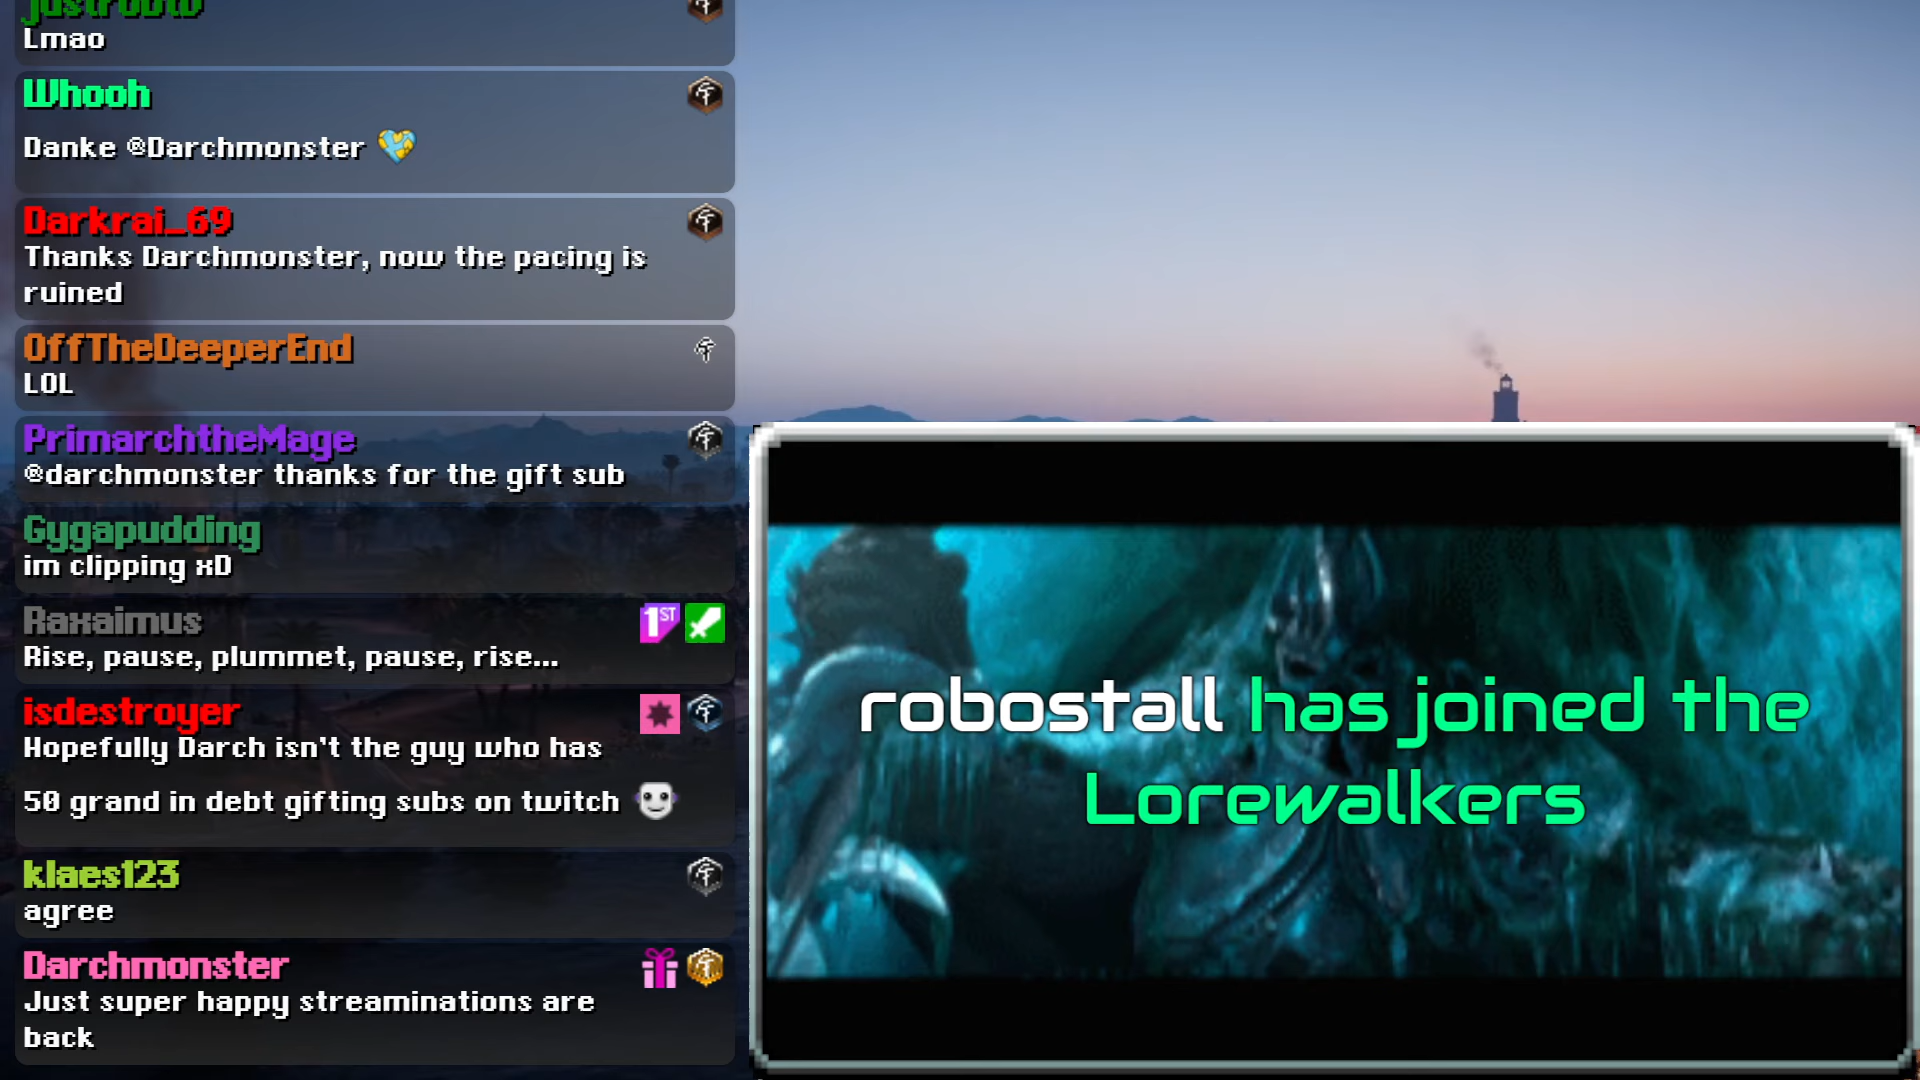 justrobtw
Lmao
Whooh
Danke @Darchmonster
Darkrai_69
Thanks Darchmonster, now the pacing is
ruined
OffTheDeeperEnd
LOL
PrimarchtheMage
@darchmonster thanks for the gift sub
Gygapudding
im clipping xD
Raxaimus
1ST
Rise, pause, plummet, pause, rise...
isdestroyer
Hopefully Darch isn't the guy who has
50 grand in debt gifting subs on twitch
klaes123
agree
Darchmonster
Just super happy streaminations are
back
robostall has joined the
Lorewalkers